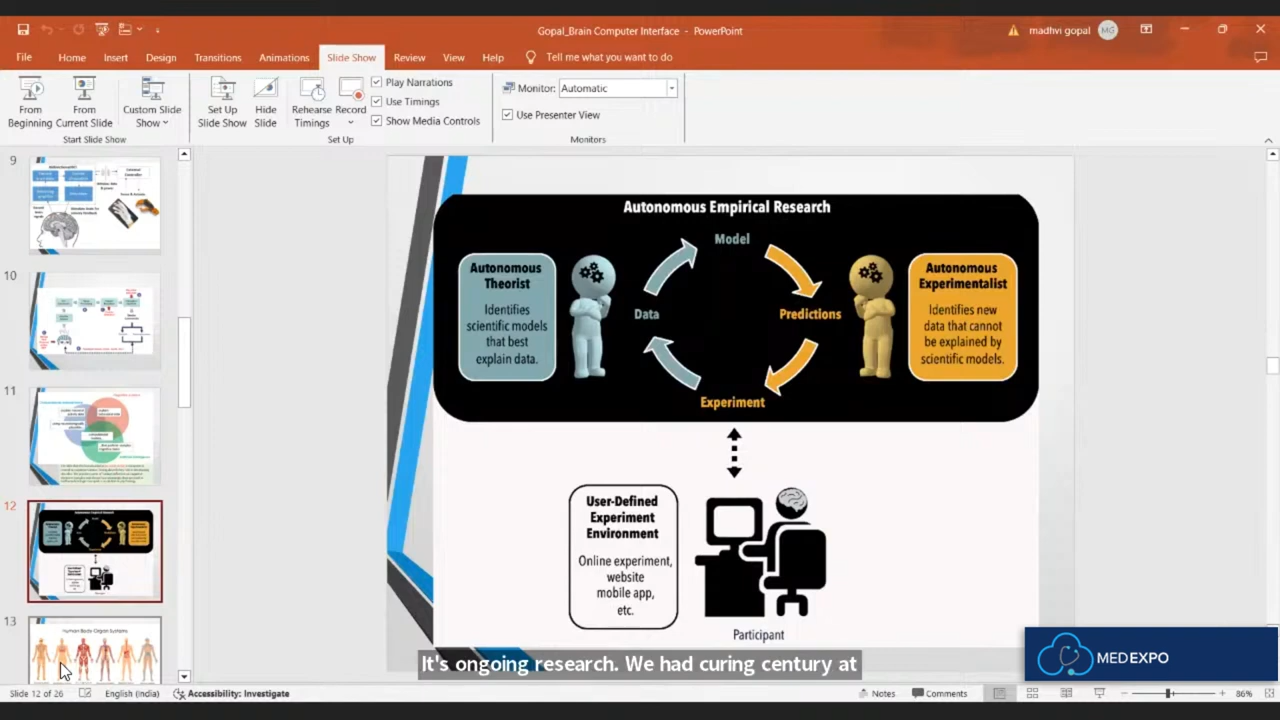 Gopal_Brain Computer Interface - PowerPoint
madhvi gopal
MG
File
Home
Insert
Design
Transitions
Animations
Slide Show
Review
View
Help
Tell me what you want to do
From
Beginning
From
Current Slide
Custom Slide
Show
Start Slide Show
Set Up
Slide Show
Hide
Slide
Rehearse
Timings
Record
Play Narrations
Use Timings
Show Media Controls
Set Up
Monitor:
Automatic
Use Presenter View
Monitors
9
10
11
12
13
Human Body Organ Systems
Autonomous Empirical Research
Model
Autonomous
Theorist
Identifies
scientific models
that best
explain data.
Data
Predictions
Autonomous
Experimentalist
Identifies new
data that cannot
be explained by
scientific models.
Experiment
User-Defined
Experiment
Environment
Online experiment,
website
mobile app,
etc.
Participant
It's ongoing research. We had curing century at
MEDEXPO
Slide 12 of 26
English (India)
Accessibility: Investigate
Notes
Comments
86%